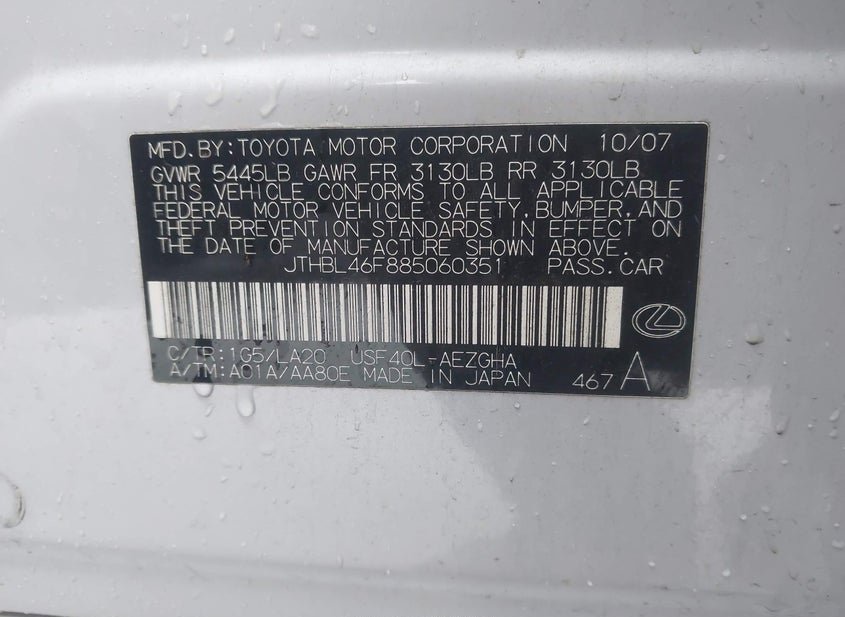 MFD.BY:TOYOTA MOTOR CORPORATION 10/07
GVWR 5445LB GAWR FR 3130LB RR 3130LB
THIS VEHICLE CONFORMS TO ALL APPLICABLE
FEDERAL MOTOR VEHICLE SAFETY,BUMPER,AND
THEFT PREVENTION STANDARDS IN EFFECT ON
THE DATE OF MANUFACTURE SHOWN ABOVE.
JTHBL46F885060351 PASS.CAR
C/TR:1G5/LA20 USF40L-AEZGHA
A/TM:A01A/AA80E MADE IN JAPAN 467 A